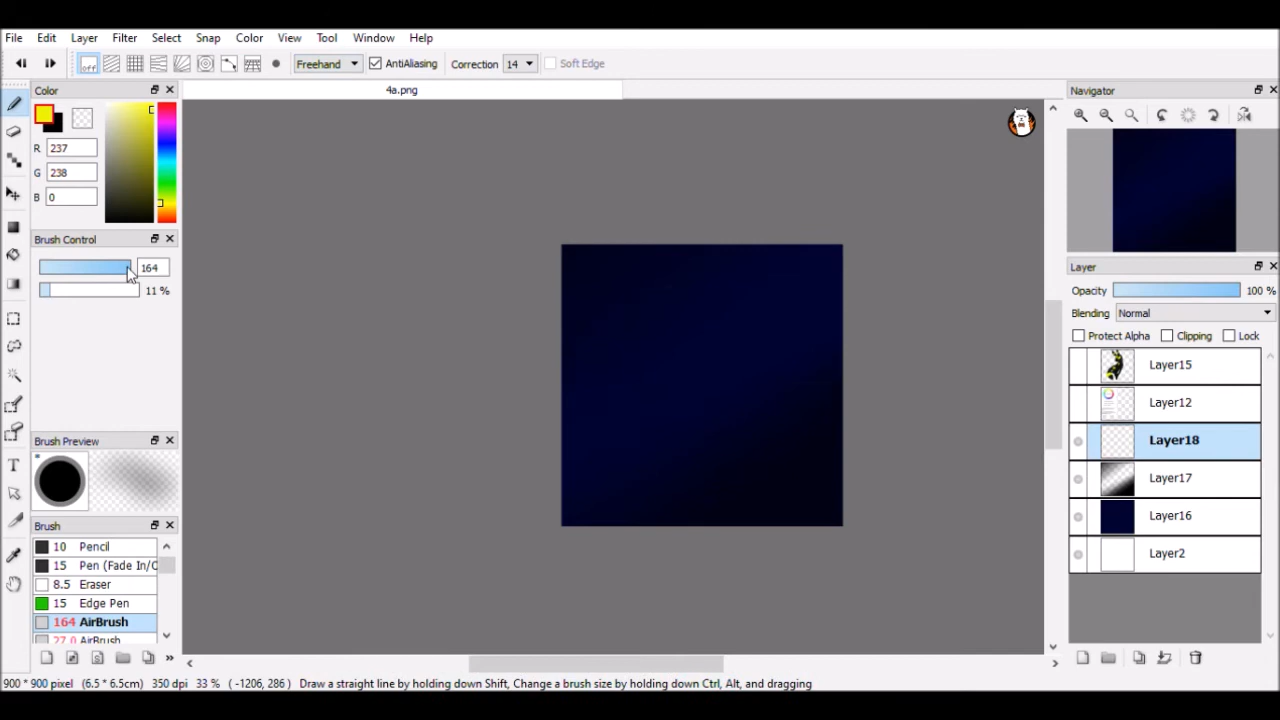 File Edit Layer Filter Select Snap Color View Tool Window Help
off Freehand AntiAliasing Correction 14 Soft Edge
Color
4a.png
Navigator
R 237
G 238
B 0
Brush Control
164
11 %
Layer
Opacity 100 %
Blending Normal
Protect Alpha Clipping Lock
Layer15
Layer12
Layer18
Layer17
Layer16
Layer2
Brush Preview
Brush
10 Pencil
15 Pen (Fade In/O
8.5 Eraser
15 Edge Pen
164 AirBrush
27.0 AirBrush
900 * 900 pixel (6.5 * 6.5cm) 350 dpi 33 % ( -1206, 286 ) Draw a straight line by holding down Shift, Change a brush size by holding down Ctrl, Alt, and dragging